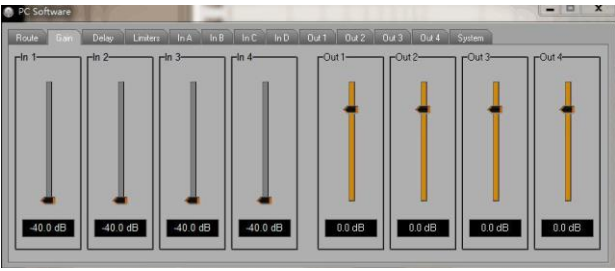 PC Software
Route Gain Delay Limiters In A In B In C In D Out 1 Out 2 Out 3 Out 4 System
In 1 In 2 In 3 In 4 Out 1 Out 2 Out 3 Out 4
-40.0 dB -40.0 dB -40.0 dB -40.0 dB 0.0 dB 0.0 dB 0.0 dB 0.0 dB